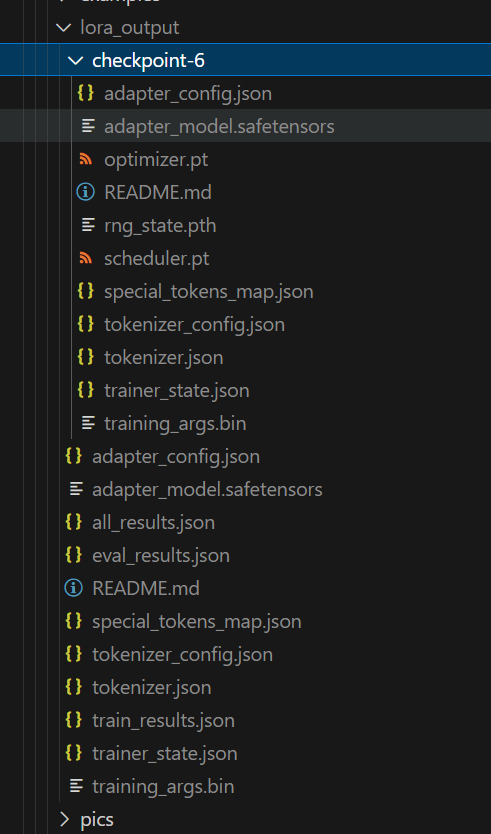 lora_output
checkpoint-6
adapter_config.json
adapter_model.safetensors
optimizer.pt
README.md
rng_state.pth
scheduler.pt
special_tokens_map.json
tokenizer_config.json
tokenizer.json
trainer_state.json
training_args.bin
adapter_config.json
adapter_model.safetensors
all_results.json
eval_results.json
README.md
special_tokens_map.json
tokenizer_config.json
tokenizer.json
train_results.json
trainer_state.json
training_args.bin
pics